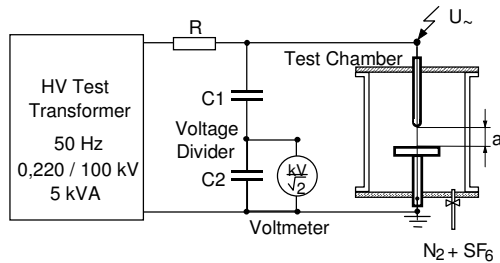 R
U~
Test Chamber
HV Test
Transformer
50 Hz
0,220 / 100 kV
5 kVA
C1
Voltage
Divider
C2
kV
√2
Voltmeter
a
N2 + SF6